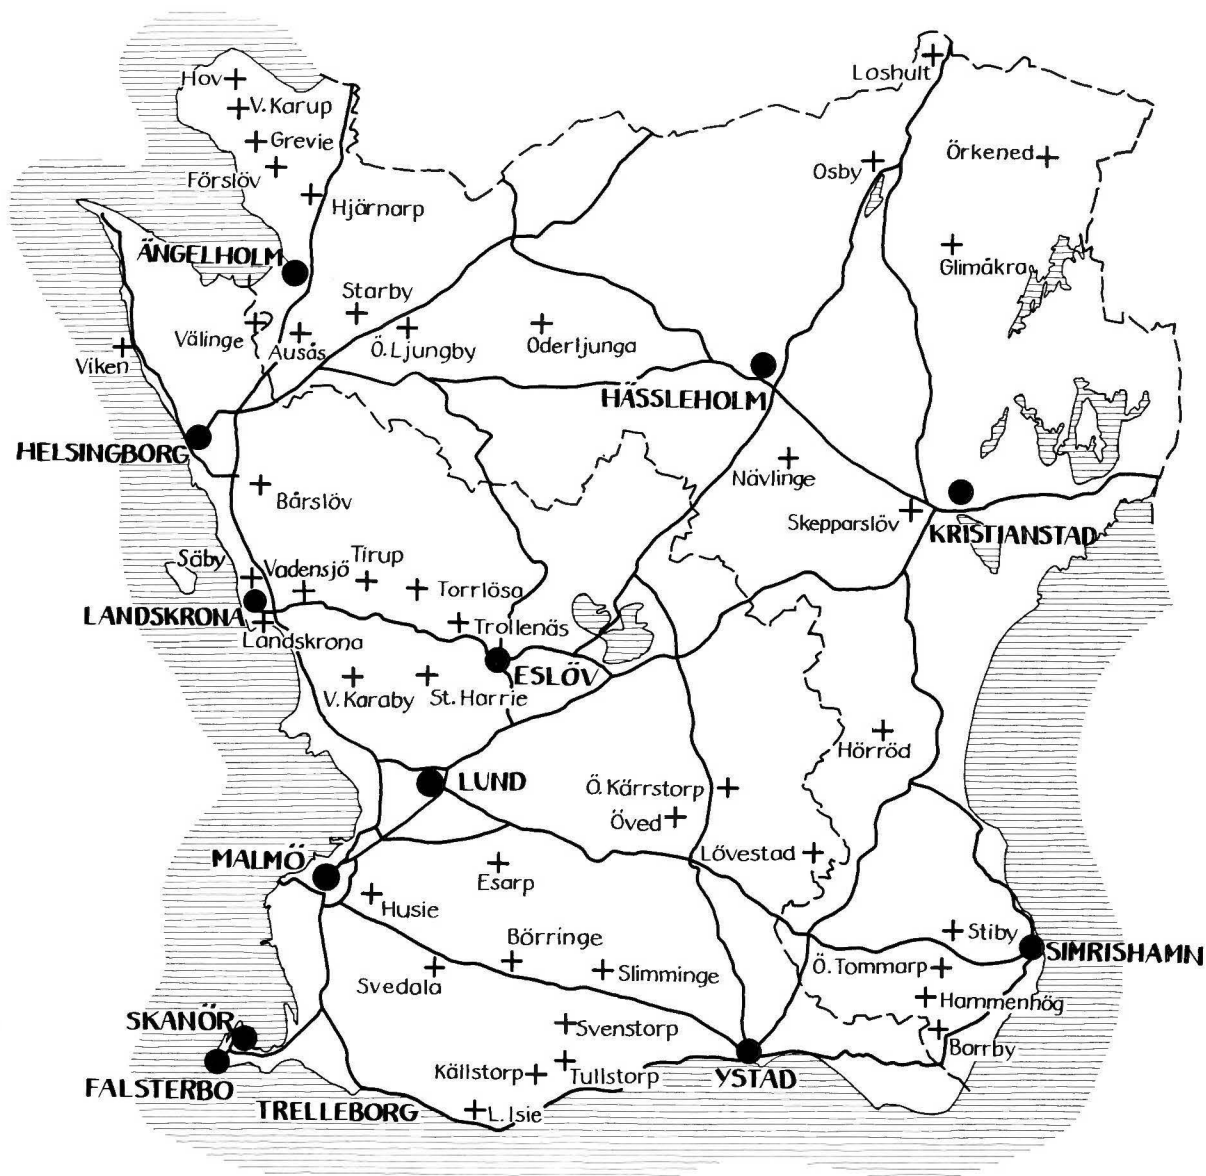 Loshult
Hov
V. Karup
Grevie
Örkened
Osby
Förslöv
Hjärnarp
ÄNGELHOLM
Glimåkra
Starby
Välinge
Ausås
Ö. Ljungby
Oderljunga
Viken
HÄSSLEHOLM
HELSINGBORG
Nävlinge
Bårslöv
Skepparslöv
KRISTIANSTAD
Säby
Vadensjö
Tirup
Torrlösa
LANDSKRONA
Landskrona
Trollenäs
ESLÖV
V. Karaby
St. Harrie
Hörröd
LUND
Ö. Kärrstorp
Öved
MALMÖ
Lövestad
Esarp
Husie
Stiby
Börringe
SIMRISHAMN
Svedala
Slimminge
Ö. Tommarp
Hammenhög
SKANÖR
Svenstorp
Borrby
Källstorp
Tullstorp
YSTAD
FALSTERBO
TRELLEBORG
L. Isie